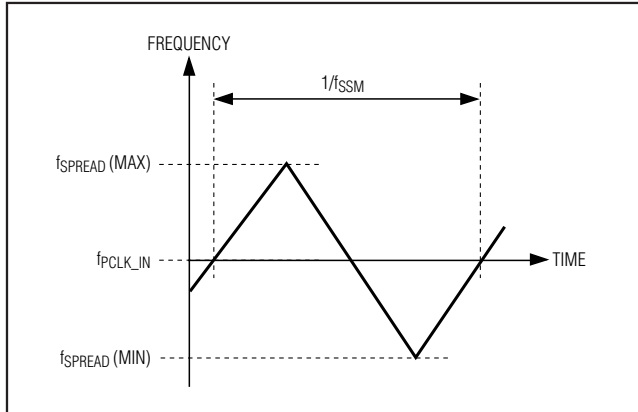 FREQUENCY
1/fSSM
fSPREAD (MAX)
fPCLK_IN
TIME
fSPREAD (MIN)